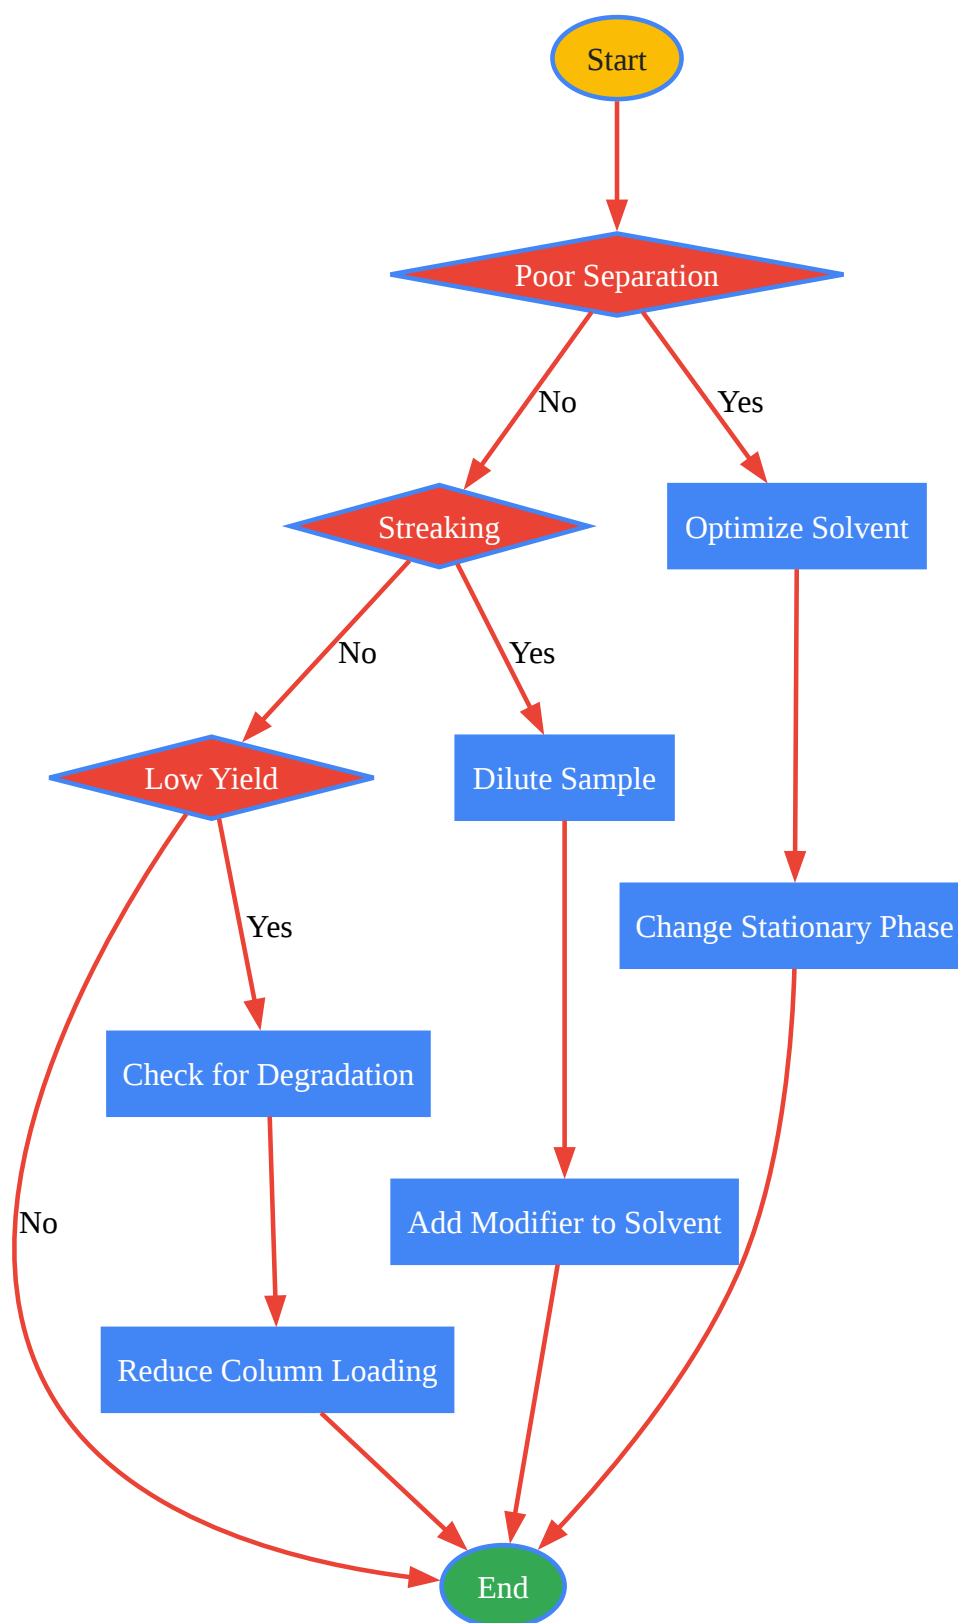 Start
Poor Separation
No
Yes
Streaking
Optimize Solvent
No
Yes
Low Yield
Dilute Sample
Yes
Change Stationary Phase
Check for Degradation
No
Add Modifier to Solvent
Reduce Column Loading
End